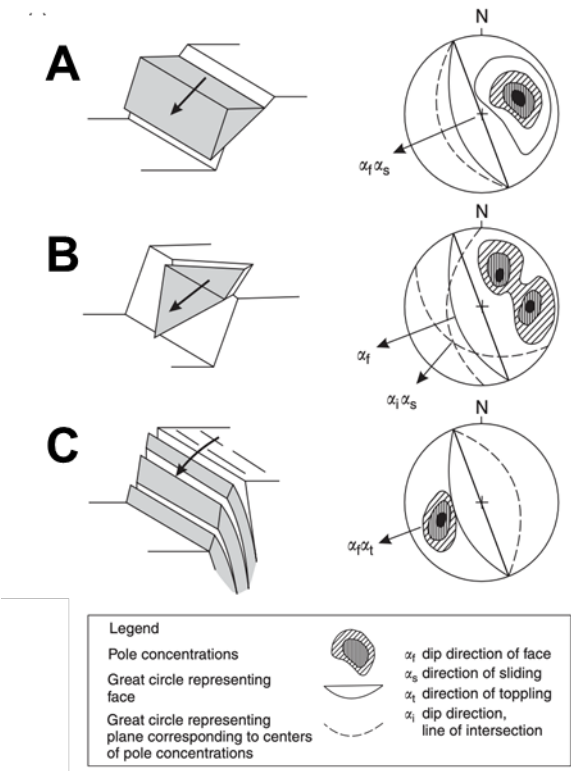 A
N
αf αs
B
N
αf
αi αs
C
N
αfαt
Legend
Pole concentrations
Great circle representing
face
Great circle representing
plane corresponding to centers
of pole concentrations
αf dip direction of face
αs direction of sliding
αt direction of toppling
αi dip direction,
line of intersection